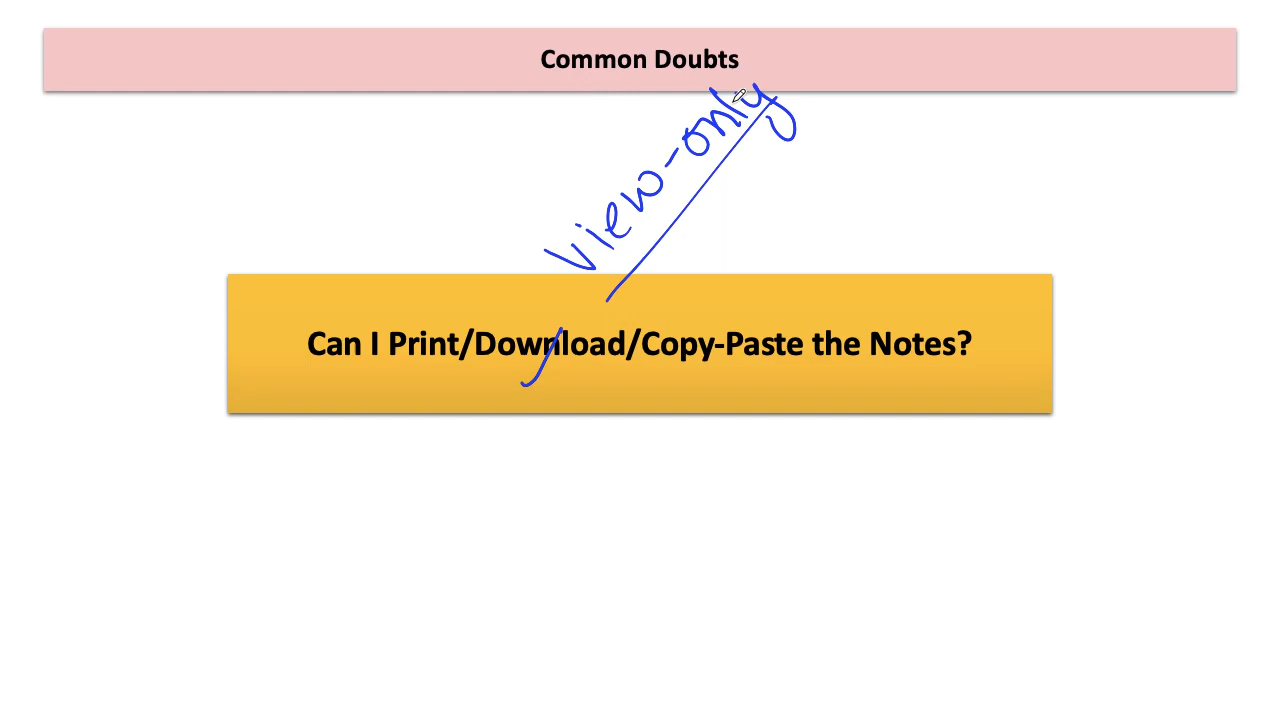 Common Doubts
View-only
Can I Print/Download/Copy-Paste the Notes?